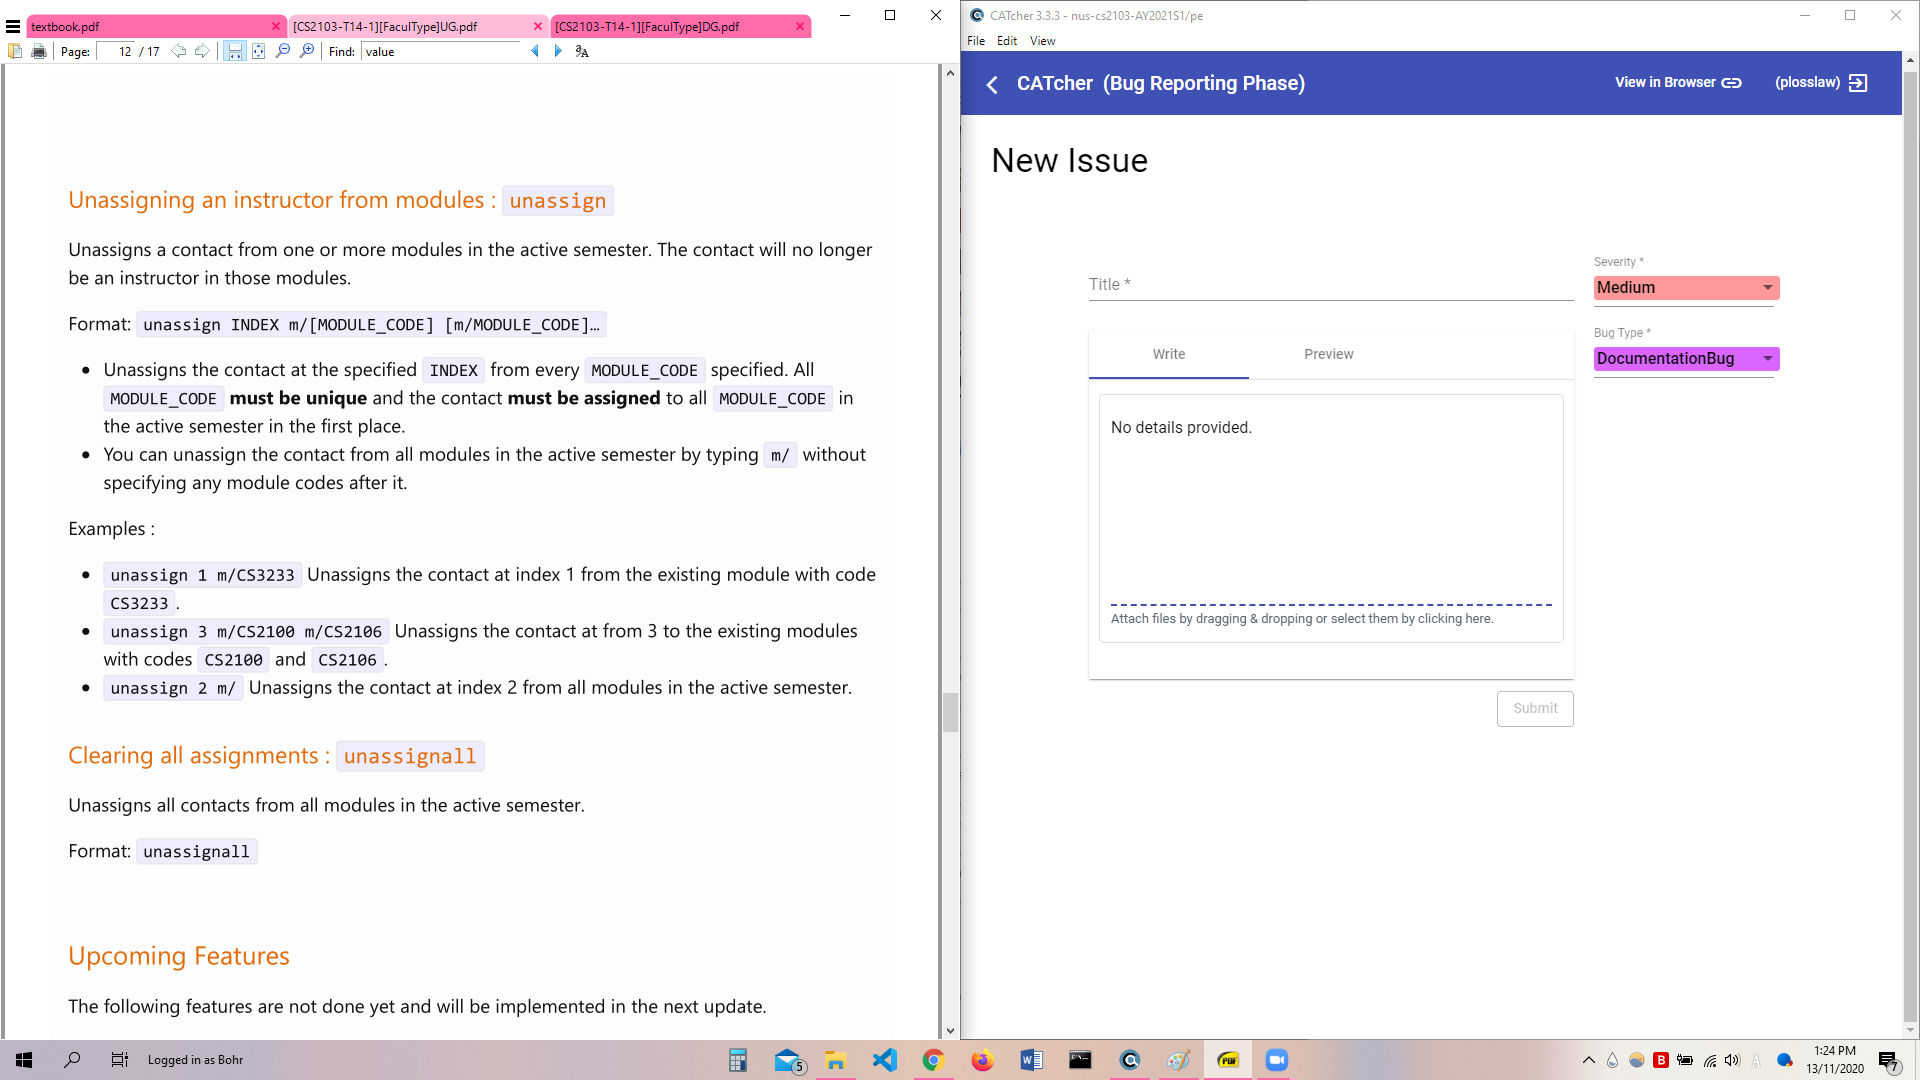 textbook.pdf
[CS2103-T14-1][FaculType]UG.pdf
[CS2103-T14-1][FaculType]DG.pdf
Page: 12 / 17
Find: value
Unassigning an instructor from modules : unassign
Unassigns a contact from one or more modules in the active semester. The contact will no longer
be an instructor in those modules.
Format: unassign INDEX m/[MODULE_CODE] [m/MODULE_CODE]…
Unassigns the contact at the specified INDEX from every MODULE_CODE specified. All
MODULE_CODE must be unique and the contact must be assigned to all MODULE_CODE in
the active semester in the first place.
You can unassign the contact from all modules in the active semester by typing m/ without
specifying any module codes after it.
Examples :
unassign 1 m/CS3233 Unassigns the contact at index 1 from the existing module with code
CS3233 .
unassign 3 m/CS2100 m/CS2106 Unassigns the contact at from 3 to the existing modules
with codes CS2100 and CS2106 .
unassign 2 m/ Unassigns the contact at index 2 from all modules in the active semester.
Clearing all assignments : unassignall
Unassigns all contacts from all modules in the active semester.
Format: unassignall
Upcoming Features
The following features are not done yet and will be implemented in the next update.
CATcher 3.3.3 - nus-cs2103-AY2021S1/pe
File Edit View
CATcher (Bug Reporting Phase)
View in Browser
(plosslaw)
New Issue
Title *
Severity *
Medium
Bug Type *
DocumentationBug
Write
Preview
No details provided.
Attach files by dragging & dropping or select them by clicking here.
Submit
Logged in as Bohr
5
PDF
B
1:24 PM
13/11/2020
7